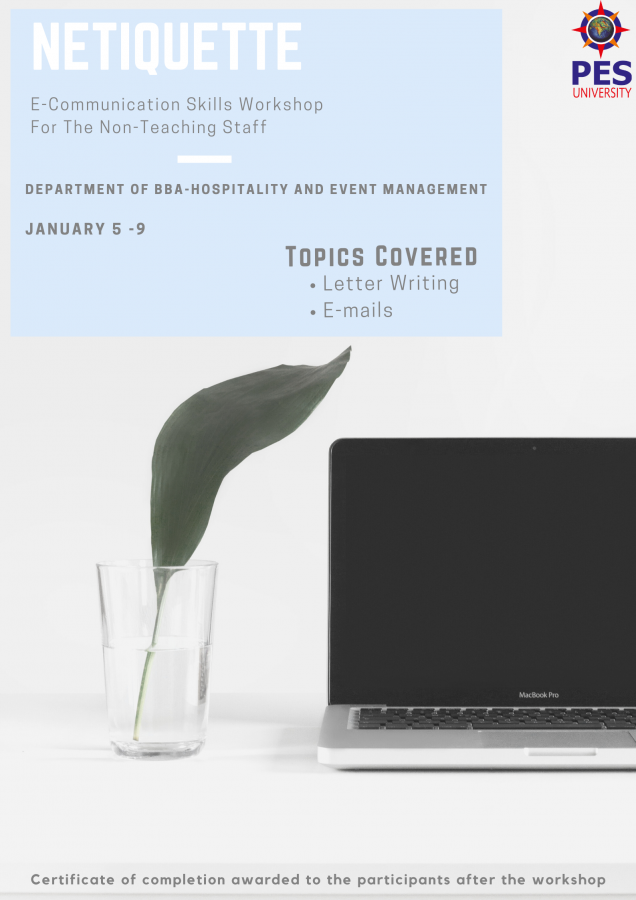 NETIQUETTE
PES
UNIVERSITY
E-Communication Skills Workshop
For The Non-Teaching Staff
DEPARTMENT OF BBA-HOSPITALITY AND EVENT MANAGEMENT
JANUARY 5 -9
Topics Covered
• Letter Writing
• E-mails
MacBook Pro
Certificate of completion awarded to the participants after the workshop